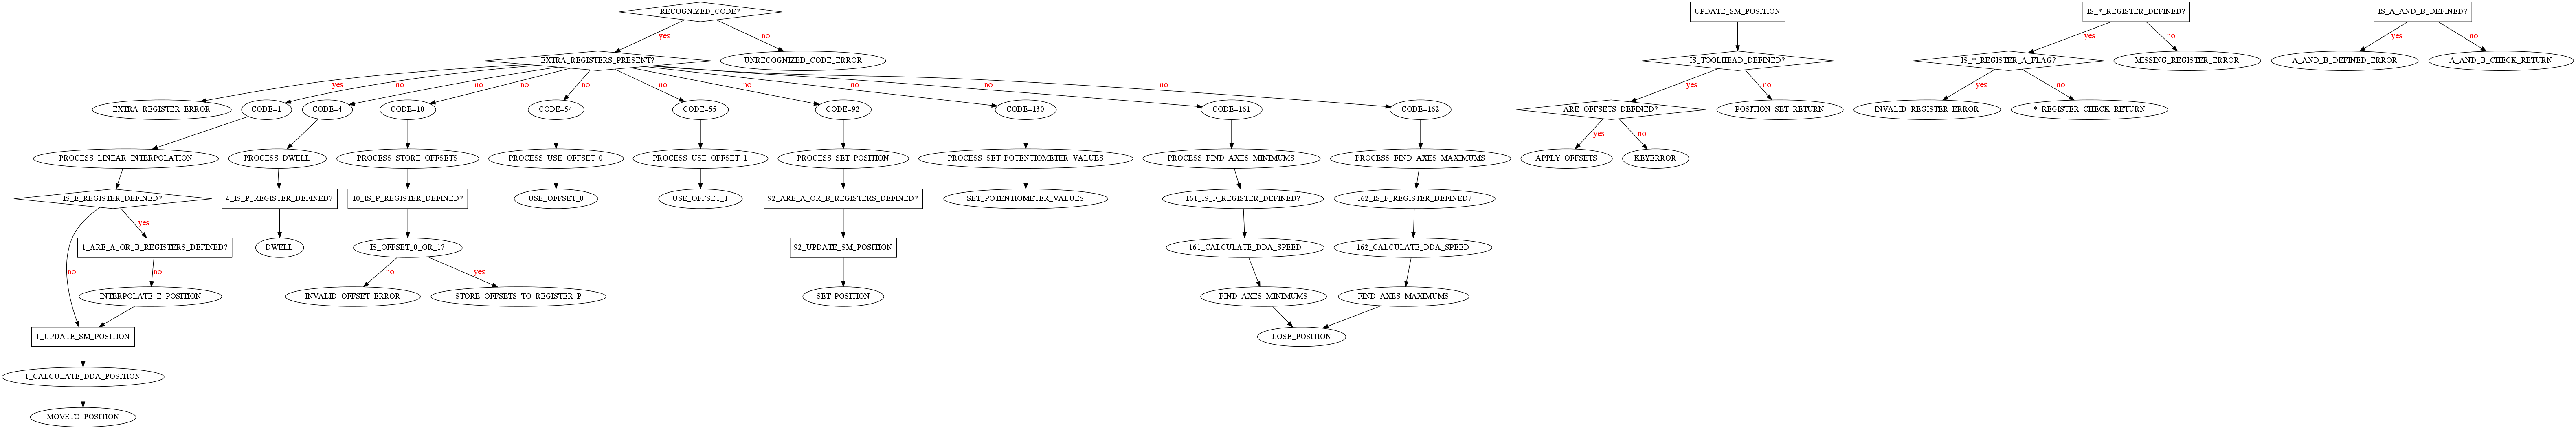 RECOGNIZED_CODE?
UPDATE_SM_POSITION
IS_*_REGISTER_DEFINED?
IS_A_AND_B_DEFINED?
yes
no
yes
no
yes
no
EXTRA_REGISTERS_PRESENT?
UNRECOGNIZED_CODE_ERROR
IS_TOOLHEAD_DEFINED?
IS_*_REGISTER_A_FLAG?
MISSING_REGISTER_ERROR
A_AND_B_DEFINED_ERROR
A_AND_B_CHECK_RETURN
yes
no
no
no
no
no
no
no
no
no
yes
no
yes
no
EXTRA_REGISTER_ERROR
CODE=1
CODE=4
CODE=10
CODE=54
CODE=55
CODE=92
CODE=130
CODE=161
CODE=162
ARE_OFFSETS_DEFINED?
POSITION_SET_RETURN
INVALID_REGISTER_ERROR
*_REGISTER_CHECK_RETURN
yes
no
PROCESS_LINEAR_INTERPOLATION
PROCESS_DWELL
PROCESS_STORE_OFFSETS
PROCESS_USE_OFFSET_0
PROCESS_USE_OFFSET_1
PROCESS_SET_POSITION
PROCESS_SET_POTENTIOMETER_VALUES
PROCESS_FIND_AXES_MINIMUMS
PROCESS_FIND_AXES_MAXIMUMS
APPLY_OFFSETS
KEYERROR
IS_E_REGISTER_DEFINED?
4_IS_P_REGISTER_DEFINED?
10_IS_P_REGISTER_DEFINED?
USE_OFFSET_0
USE_OFFSET_1
92_ARE_A_OR_B_REGISTERS_DEFINED?
SET_POTENTIOMETER_VALUES
161_IS_F_REGISTER_DEFINED?
162_IS_F_REGISTER_DEFINED?
yes
1_ARE_A_OR_B_REGISTERS_DEFINED?
DWELL
IS_OFFSET_0_OR_1?
92_UPDATE_SM_POSITION
161_CALCULATE_DDA_SPEED
162_CALCULATE_DDA_SPEED
no
no
no
yes
INTERPOLATE_E_POSITION
INVALID_OFFSET_ERROR
STORE_OFFSETS_TO_REGISTER_P
SET_POSITION
FIND_AXES_MINIMUMS
FIND_AXES_MAXIMUMS
1_UPDATE_SM_POSITION
LOSE_POSITION
1_CALCULATE_DDA_POSITION
MOVETO_POSITION